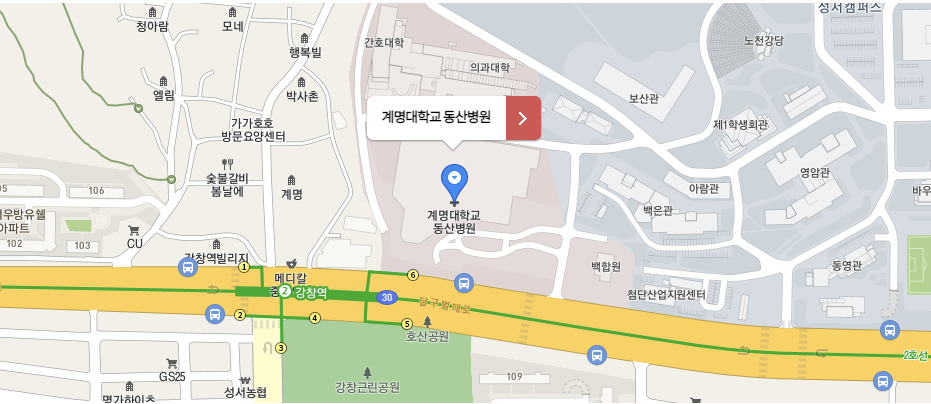 청아람
모네
성서캠퍼스
행복빌
간호대학
노천강당
의과대학
엘림
박사촌
보산관
계명대학교 동산병원
가가호호
방문요양센터
제1학생회관
숯불갈비
봄날에
계명
영암관
아람관
바우
106
백은관
계명대학교
동산병원
아파트
102
103
CU
강창역빌리지
메디칼
백합원
동영관
1
6
2 강창역
30
달구벌대로
첨단산업지원센터
2
4
5
호산공원
3
2호선
GS25
성서농협
강창근린공원
109
명가하이츠